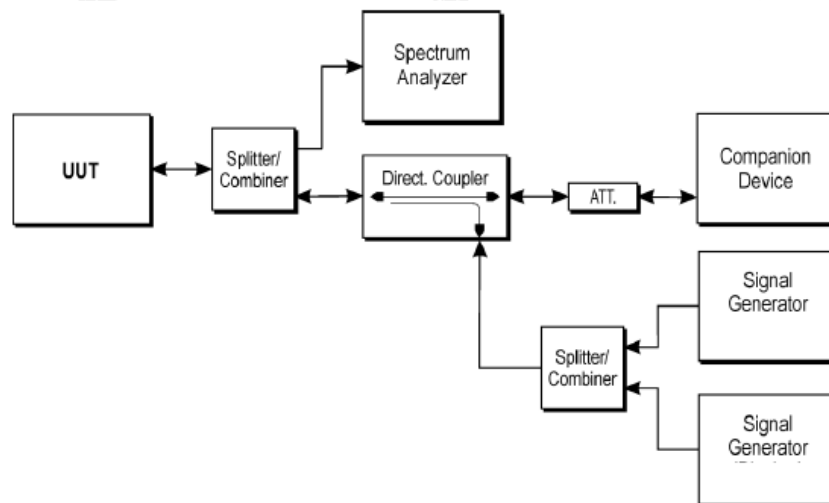 Spectrum
Analyzer
UUT
Splitter/
Combiner
Direct. Coupler
ATT.
Companion
Device
Signal
Generator
Splitter/
Combiner
Signal
Generator